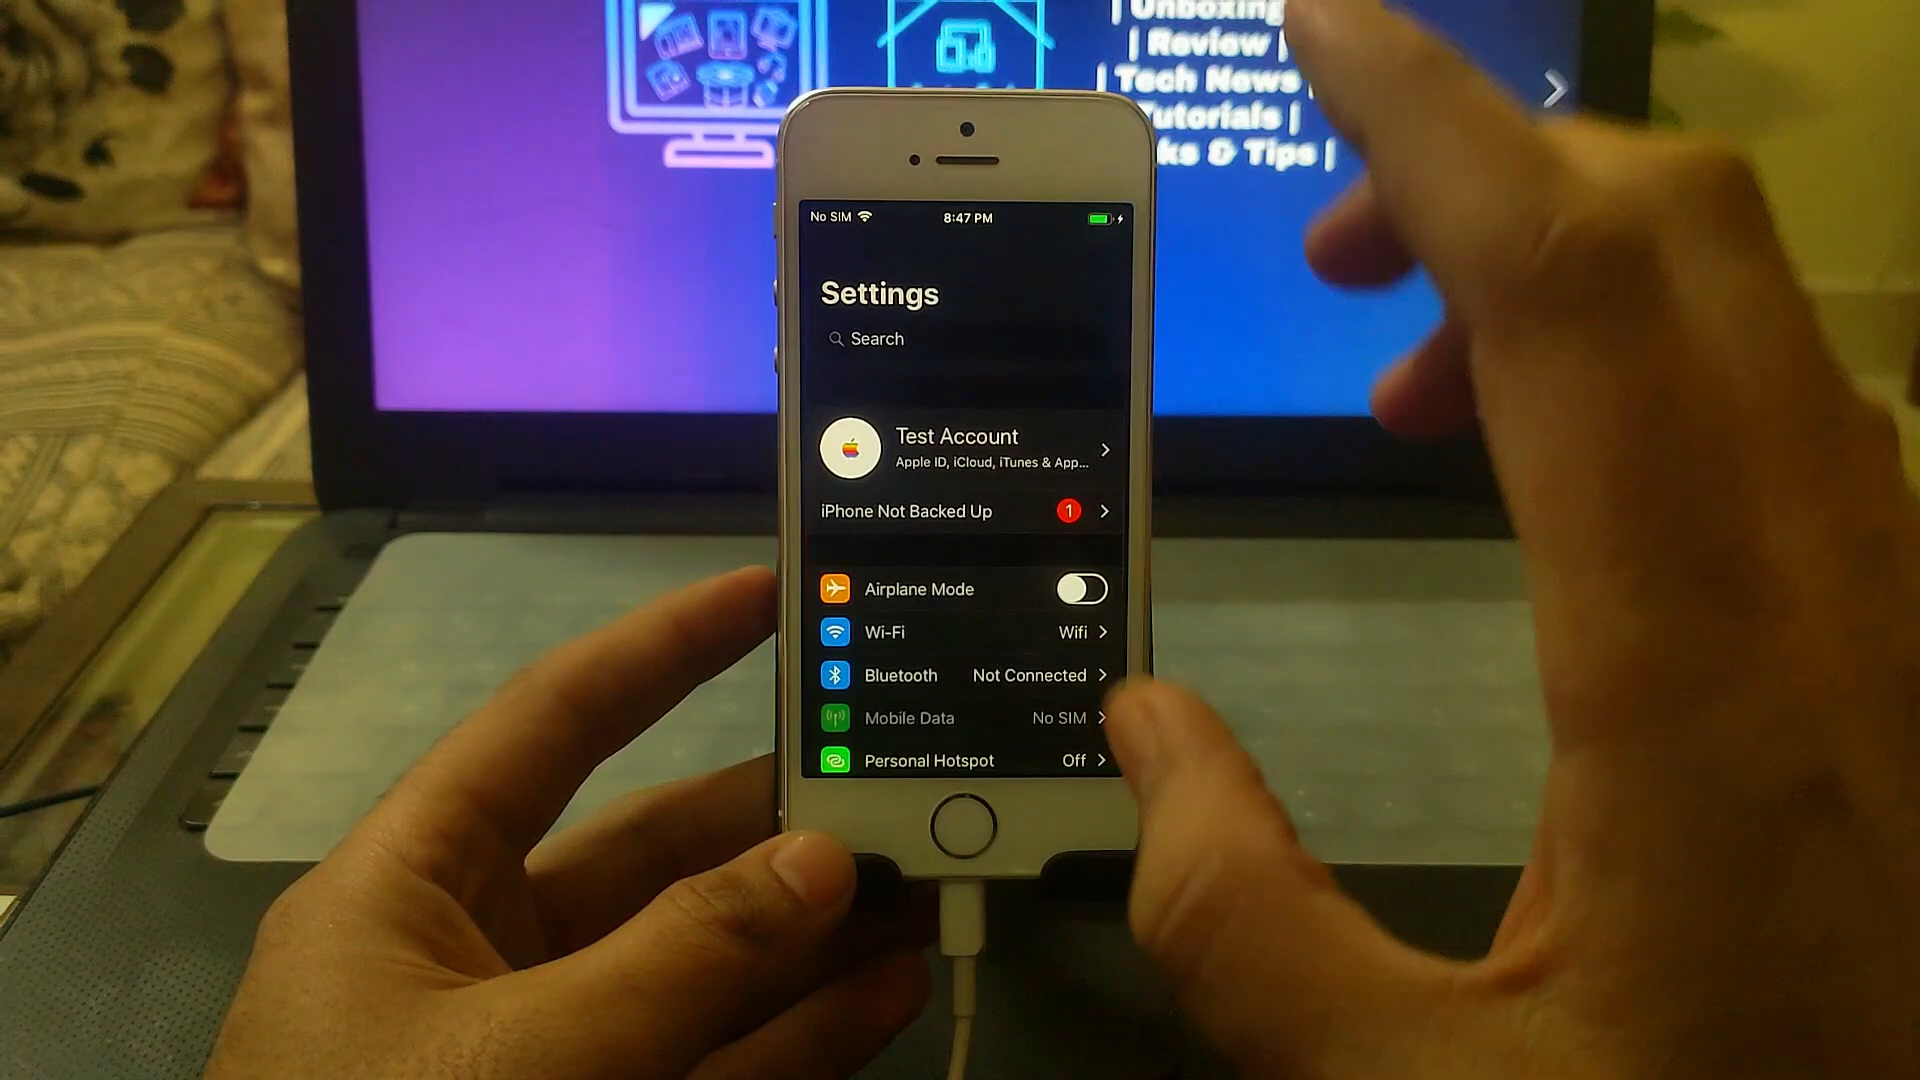 | Unboxing
| Review |
| Tech News
utorials |
ks & Tips |
No SIM
8:47 PM
Settings
Search
Test Account
Apple ID, iCloud, iTunes & App...
iPhone Not Backed Up 1
Airplane Mode
Wi-Fi Wifi
Bluetooth Not Connected
Mobile Data No SIM
Personal Hotspot Off